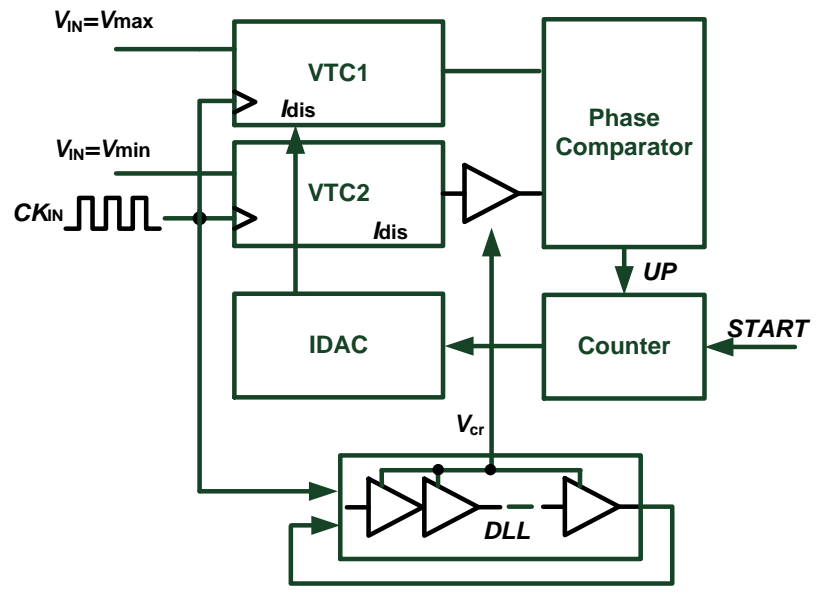 VIN=Vmax
VTC1
Idis
Phase
Comparator
VIN=Vmin
VTC2
Idis
CKIN
UP
START
IDAC
Counter
Vcr
DLL